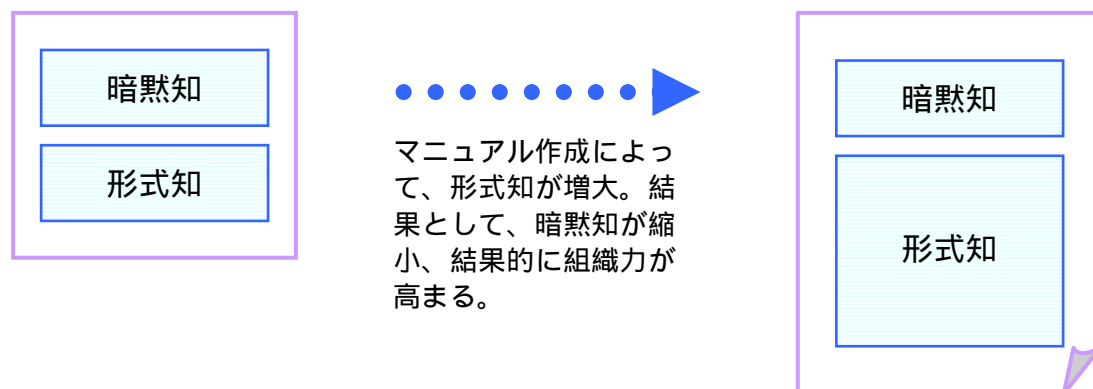 暗黙知
形式知
マニュアル作成によっ
て、形式知が増大。結
果として、暗黙知が縮
小、結果的に組織力が
高まる。
暗黙知
形式知